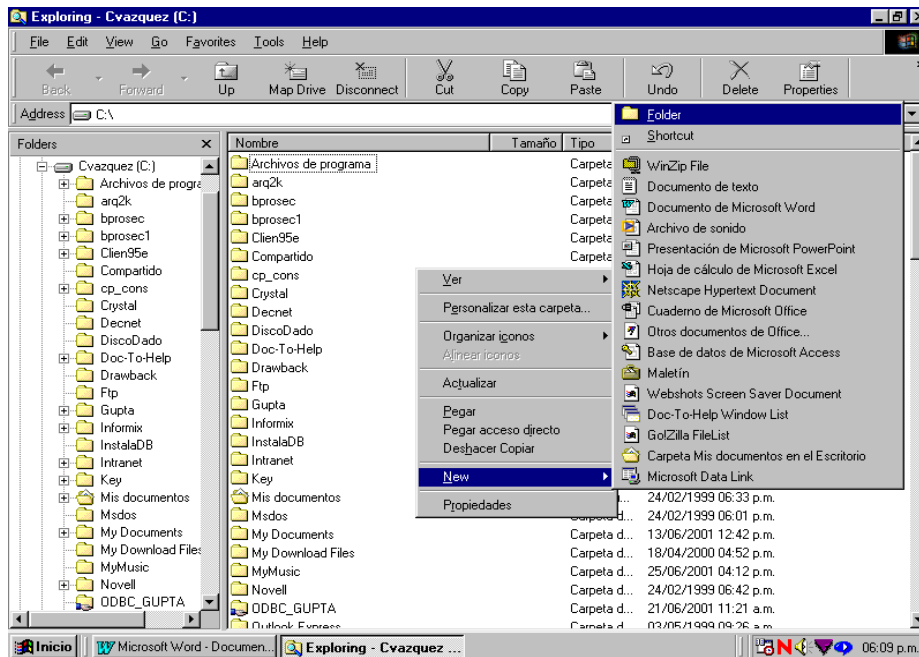 Exploring - Cvazquez (C:)
File Edit View Go Favorites Tools Help
Back Forward Up Map Drive Disconnect Cut Copy Paste Undo Delete Properties
Address C:\
Folders
Cvazquez (C:)
Archivos de progra
arq2k
bprosec
bprosec1
Clien95e
Compartido
cp_cons
Crystal
Decnet
DiscoDado
Doc-To-Help
Drawback
Ftp
Gupta
Informix
InstalaDB
Intranet
Key
Mis documentos
Msdos
My Documents
My Download Files
MyMusic
Novell
ODBC_GUPTA
Nombre Tamaño Tipo
Archivos de programa Carpeta
arq2k Carpeta
bprosec Carpeta
bprosec1 Carpeta
Clien95e Carpeta
Compartido Carpeta
cp_cons
Crystal
Decnet
DiscoDado
Doc-To-Help
Drawback
Ftp
Gupta
Informix
InstalaDB
Intranet
Key
Mis documentos 24/02/1999 06:33 p.m.
Msdos Carpeta d... 24/02/1999 06:01 p.m.
My Documents Carpeta d... 13/06/2001 12:42 p.m.
My Download Files Carpeta d... 18/04/2000 04:52 p.m.
MyMusic Carpeta d... 25/06/2001 04:12 p.m.
Novell Carpeta d... 24/02/1999 06:42 p.m.
ODBC_GUPTA Carpeta d... 21/06/2001 11:21 a.m.
Outlook Express Carpeta d... 03/05/1999 09:26 a.m.
Ver
Personalizar esta carpeta...
Organizar iconos
Alinear iconos
Actualizar
Pegar
Pegar acceso directo
Deshacer Copiar
New
Propiedades
Folder
Shortcut
WinZip File
Documento de texto
Documento de Microsoft Word
Archivo de sonido
Presentación de Microsoft PowerPoint
Hoja de cálculo de Microsoft Excel
Netscape Hypertext Document
Cuaderno de Microsoft Office
Otros documentos de Office...
Base de datos de Microsoft Access
Maletín
Webshots Screen Saver Document
Doc-To-Help Window List
Go!Zilla FileList
Carpeta Mis documentos en el Escritorio
Microsoft Data Link
Inicio Microsoft Word - Documen... Exploring - Cvazquez ... 06:09 p.m.